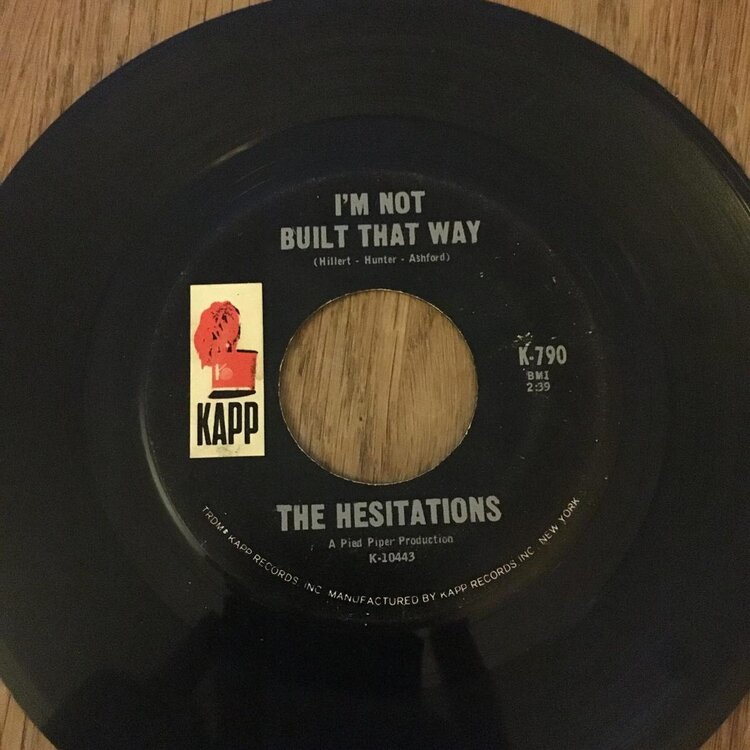 I'M NOT
BUILT THAT WAY
(Hillert - Hunter - Ashford)
KAPP
K-790
BMI
2:39
THE HESITATIONS
A Pied Piper Production
K-10443
TRDMK KAPP RECORDS, INC. MANUFACTURED BY KAPP RECORDS INC. NEW YORK